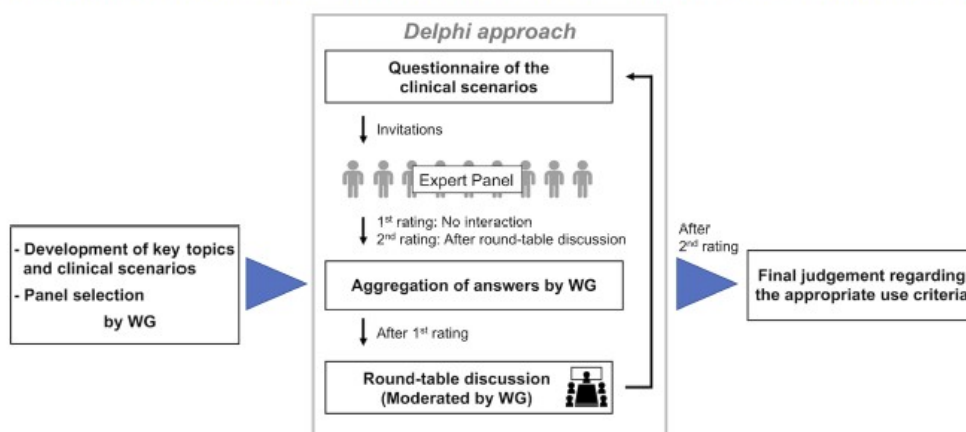 Delphi approach
Questionnaire of the
clinical scenarios
Invitations
Expert Panel
1st rating: No interaction
2nd rating: After round-table discussion
- Development of key topics
and clinical scenarios
- Panel selection
by WG
Aggregation of answers by WG
After
2nd rating
Final judgement regarding
the appropriate use criteria
After 1st rating
Round-table discussion
(Moderated by WG)